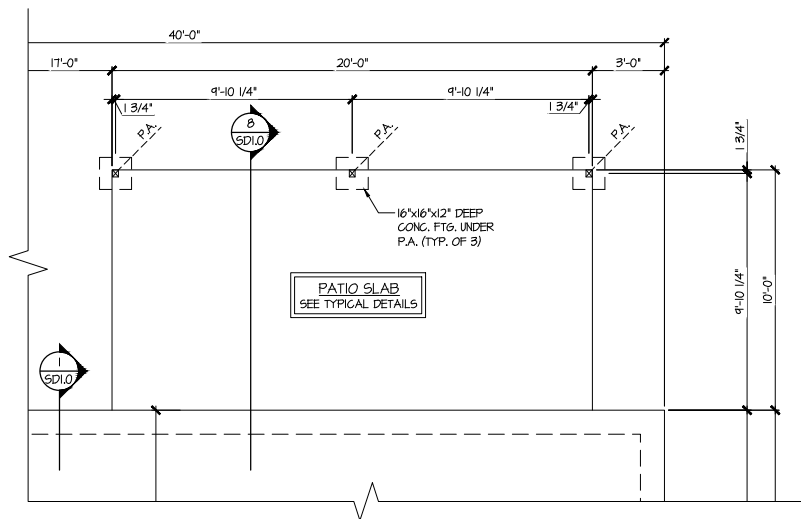 40'-0"
17'-0"
20'-0"
3'-0"
9'-10 1/4"
9'-10 1/4"
1 3/4"
1 3/4"
1 3/4"
P.A.
P.A.
P.A.
8
SD1.0
16"x16"x12" DEEP
CONC. FTG. UNDER
P.A. (TYP. OF 3)
PATIO SLAB
SEE TYPICAL DETAILS
9'-10 1/4"
10'-0"
1
SD1.0